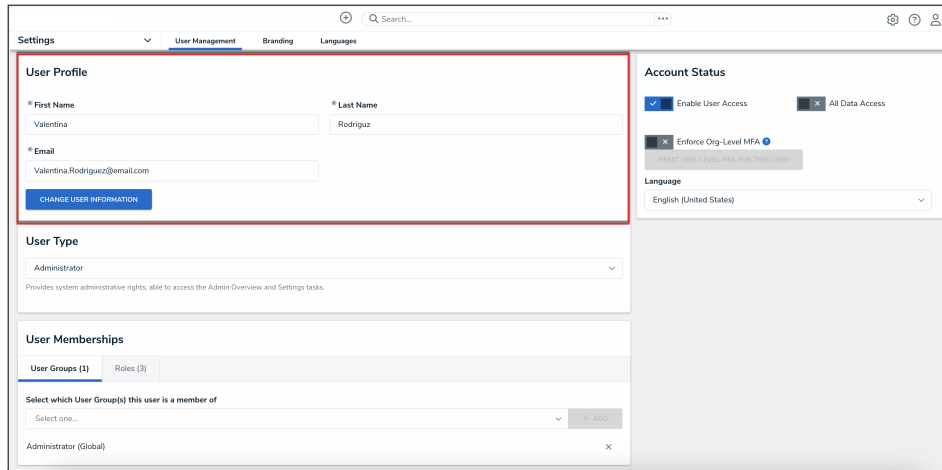 Search...
Settings
User Management Branding Languages
User Profile
* First Name
* Last Name
Valentina
Rodriguz
* Email
Valentina.Rodriguez@email.com
CHANGE USER INFORMATION
User Type
Administrator
Provides system administrative rights, able to access the Admin Overview and Settings tasks.
User Memberships
User Groups (1) Roles (3)
Select which User Group(s) this user is a member of
Select one...
+ ADD
Administrator (Global)
Account Status
Enable User Access
All Data Access
Enforce Org-Level MFA
RESET ORG-LEVEL MFA FOR THIS USER
Language
English (United States)